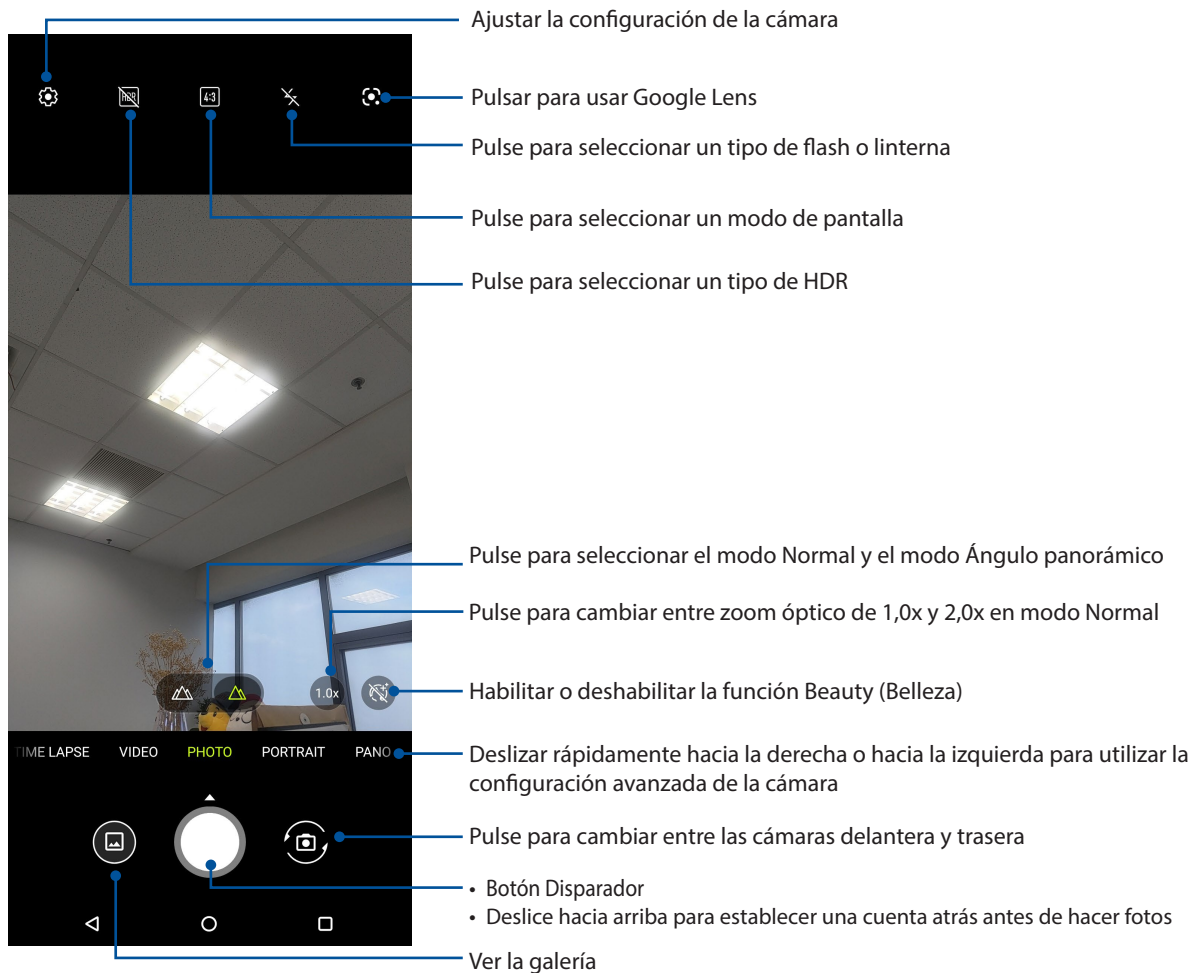 Ajustar la configuración de la cámara
HDR
4:3
Pulsar para usar Google Lens
Pulse para seleccionar un tipo de flash o linterna
Pulse para seleccionar un modo de pantalla
Pulse para seleccionar un tipo de HDR
Pulse para seleccionar el modo Normal y el modo Ángulo panorámico
Pulse para cambiar entre zoom óptico de 1,0x y 2,0x en modo Normal
1.0x
Habilitar o deshabilitar la función Beauty (Belleza)
TIME LAPSE VIDEO PHOTO PORTRAIT PANO
Deslizar rápidamente hacia la derecha o hacia la izquierda para utilizar la
configuración avanzada de la cámara
Pulse para cambiar entre las cámaras delantera y trasera
• Botón Disparador
• Deslice hacia arriba para establecer una cuenta atrás antes de hacer fotos
Ver la galería